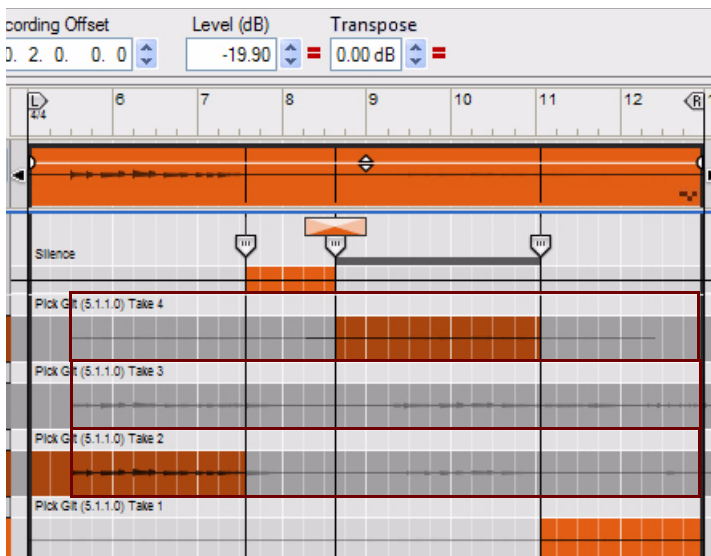 cording Offset Level (dB) Transpose
0. 2. 0. 0. 0 -19.90 0.00 dB
L 6 7 8 9 10 11 12 R
4/4
Silence
Pick Git (5.1.1.0) Take 4
Pick Git (5.1.1.0) Take 3
Pick Git (5.1.1.0) Take 2
Pick Git (5.1.1.0) Take 1